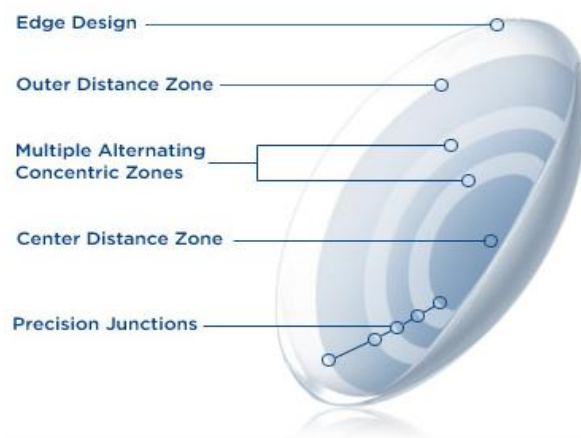 Edge Design
Outer Distance Zone
Multiple Alternating
Concentric Zones
Center Distance Zone
Precision Junctions